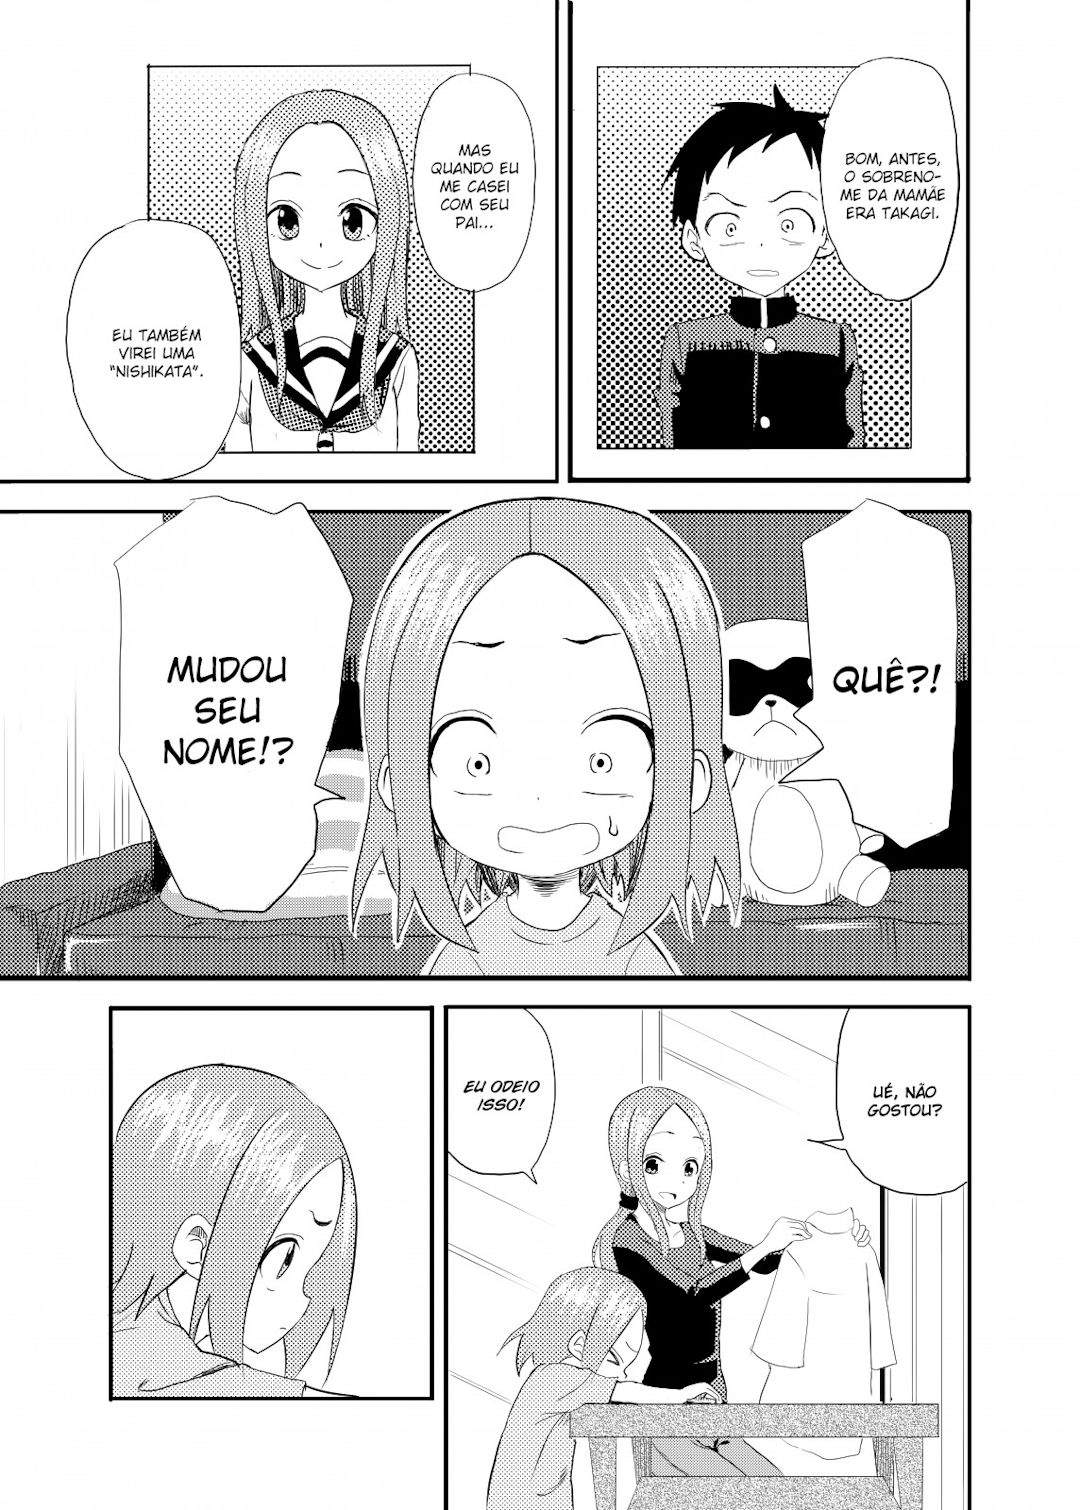 BOM, ANTES,
O SOBRENO-
ME DA MAMÃE
ERA TAKAGI.
MAS
QUANDO EU
ME CASEI
COM SEU
PAI...
EU TAMBÉM
VIREI UMA
"NISHIKATA".
QUÊ?!
MUDOU
SEU
NOME!?
UÉ, NÃO
GOSTOU?
EU ODEIO
ISSO!